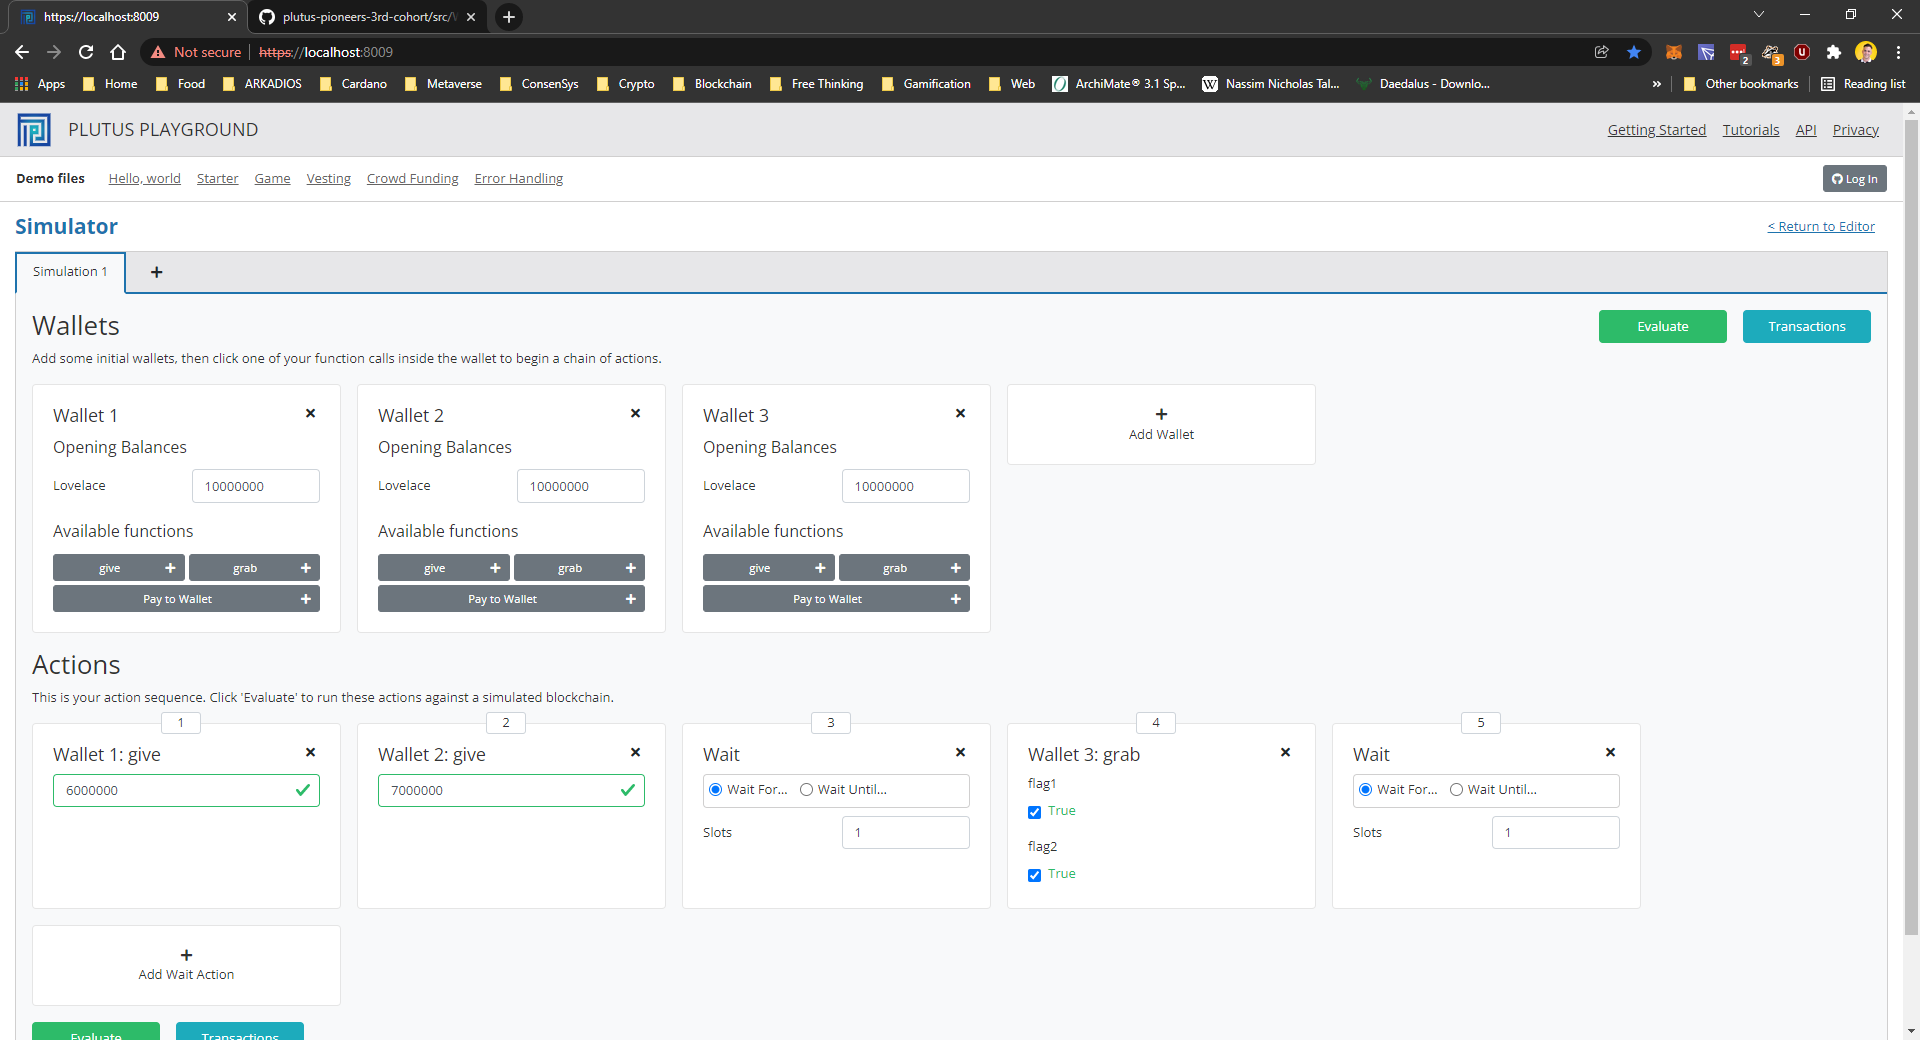 https://localhost:8009
plutus-pioneers-3rd-cohort/src/
Not secure https://localhost:8009
2
3
Apps Home Food ARKADIOS Cardano Metaverse ConsenSys Crypto Blockchain Free Thinking Gamification Web ArchiMate® 3.1 Sp... Nassim Nicholas Tal... Daedalus - Downlo... » Other bookmarks Reading list
PLUTUS PLAYGROUND
Getting Started Tutorials API Privacy
Demo files Hello, world Starter Game Vesting Crowd Funding Error Handling
Log In
Simulator
< Return to Editor
Simulation 1
Wallets
Evaluate Transactions
Add some initial wallets, then click one of your function calls inside the wallet to begin a chain of actions.
Wallet 1
Opening Balances
Lovelace 10000000
Available functions
give grab
Pay to Wallet
Wallet 2
Opening Balances
Lovelace 10000000
Available functions
give grab
Pay to Wallet
Wallet 3
Opening Balances
Lovelace 10000000
Available functions
give grab
Pay to Wallet
Add Wallet
Actions
This is your action sequence. Click 'Evaluate' to run these actions against a simulated blockchain.
1
Wallet 1: give
6000000
2
Wallet 2: give
7000000
3
Wait
Wait For... Wait Until...
Slots 1
4
Wallet 3: grab
flag1
True
flag2
True
5
Wait
Wait For... Wait Until...
Slots 1
Add Wait Action
Evaluate Transactions